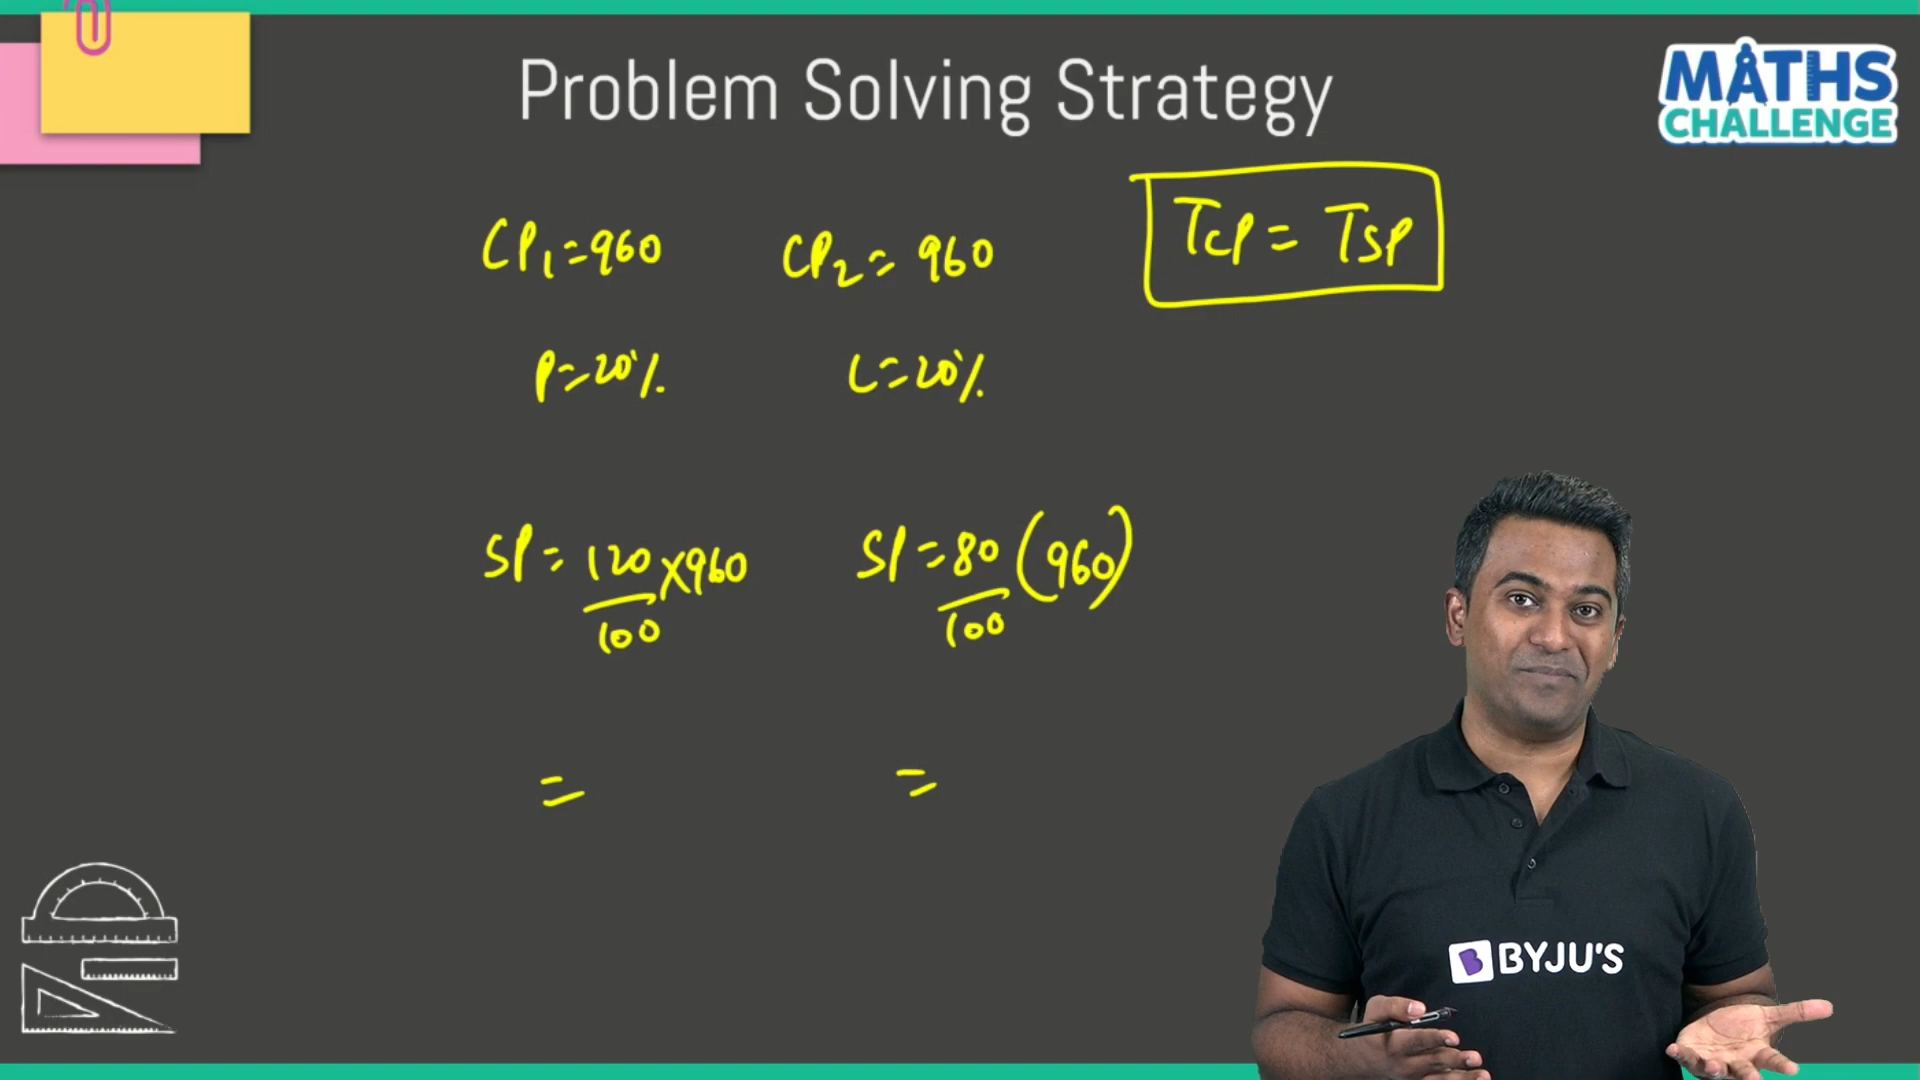 Problem Solving Strategy
MATHS
CHALLENGE
CP₁=960 CP₂= 960 TCP = TSP
P=20% L=20%
SP= 120/100 ×960 SP=80/100 (960)
= =
BYJU'S